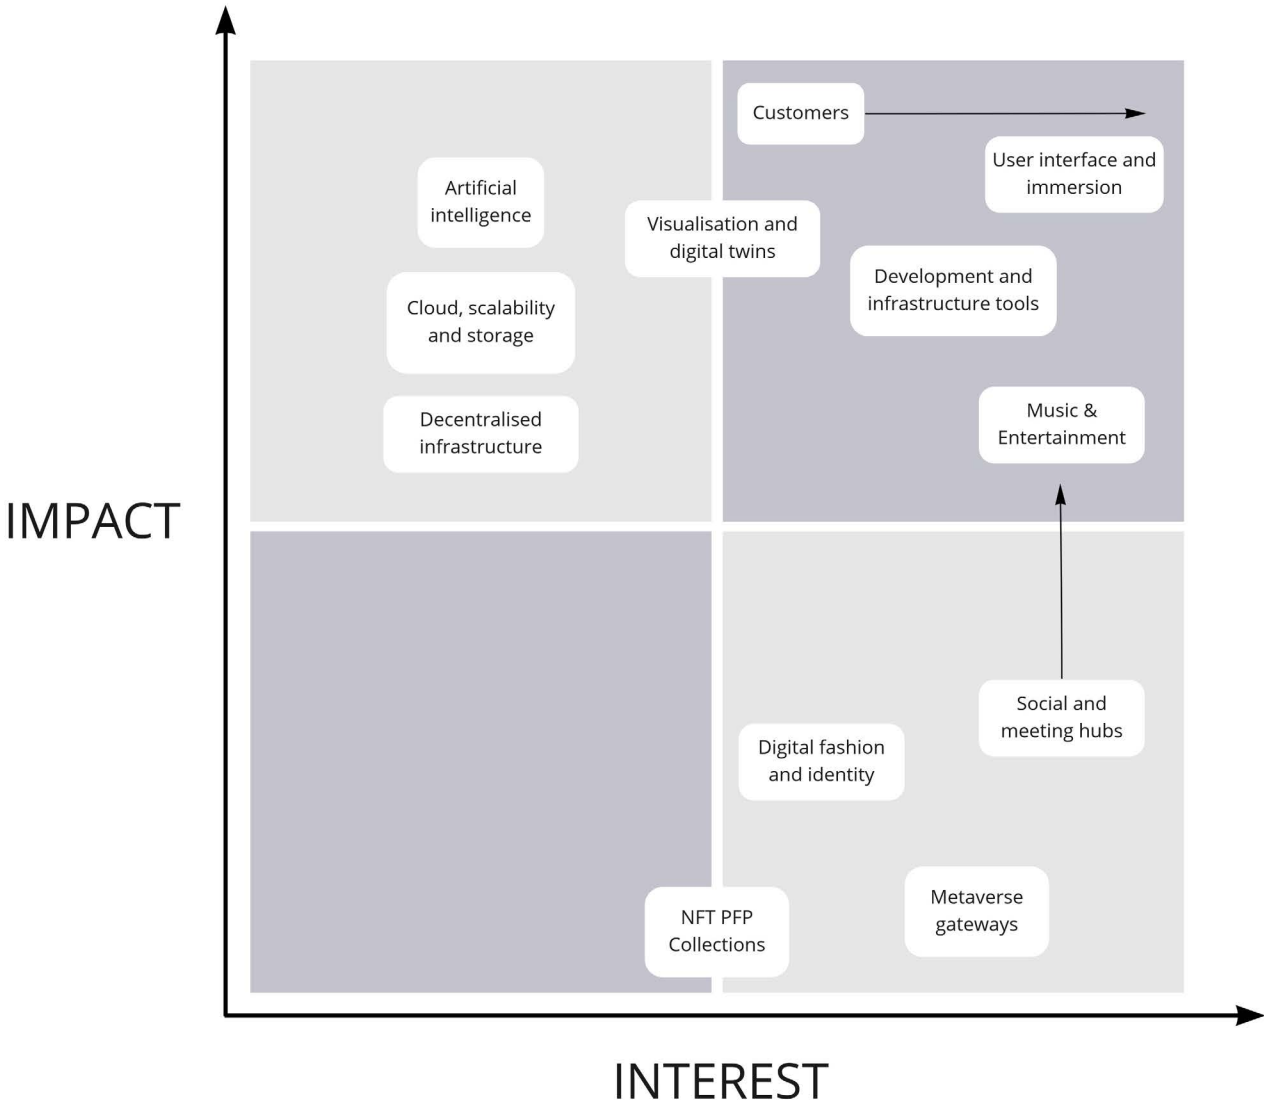 Customers
User interface and
immersion
Artificial
intelligence
Visualisation and
digital twins
Development and
infrastructure tools
Cloud, scalability
and storage
Music &
Entertainment
Decentralised
infrastructure
IMPACT
Social and
meeting hubs
Digital fashion
and identity
Metaverse
gateways
NFT PFP
Collections
INTEREST